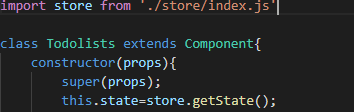 import store from './store/index.js'
class Todolists extends Component{
constructor(props){
super(props);
this.state=store.getState();